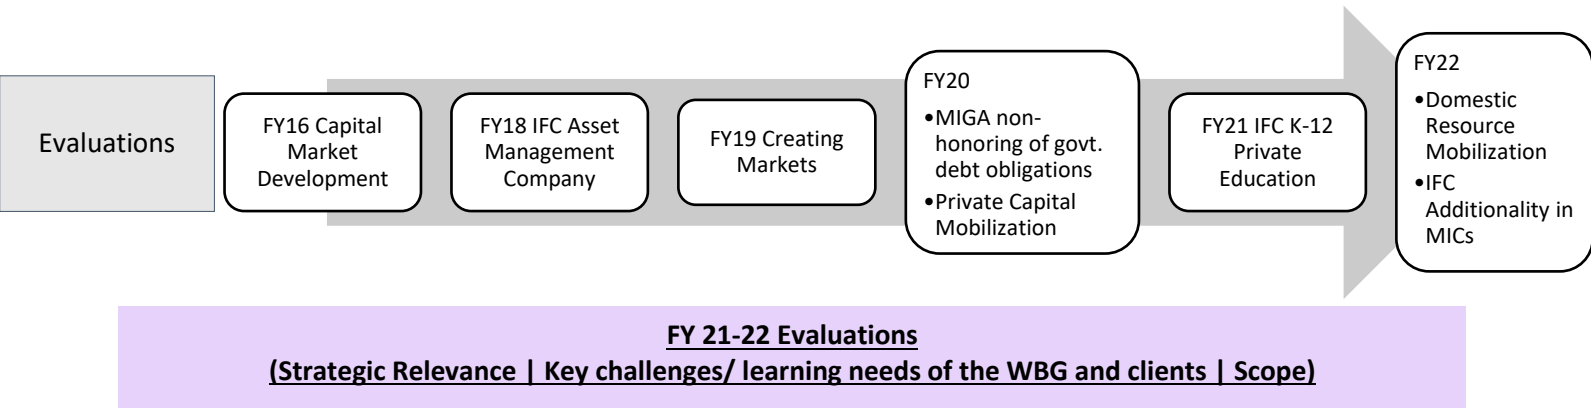 Evaluations
FY16 Capital
Market
Development
FY18 IFC Asset
Management
Company
FY19 Creating
Markets
FY20
•MIGA non-
honoring of govt.
debt obligations
•Private Capital
Mobilization
FY21 IFC K-12
Private
Education
FY22
•Domestic
Resource
Mobilization
•IFC
Additionality in
MICs
FY 21-22 Evaluations
(Strategic Relevance | Key challenges/ learning needs of the WBG and clients | Scope)